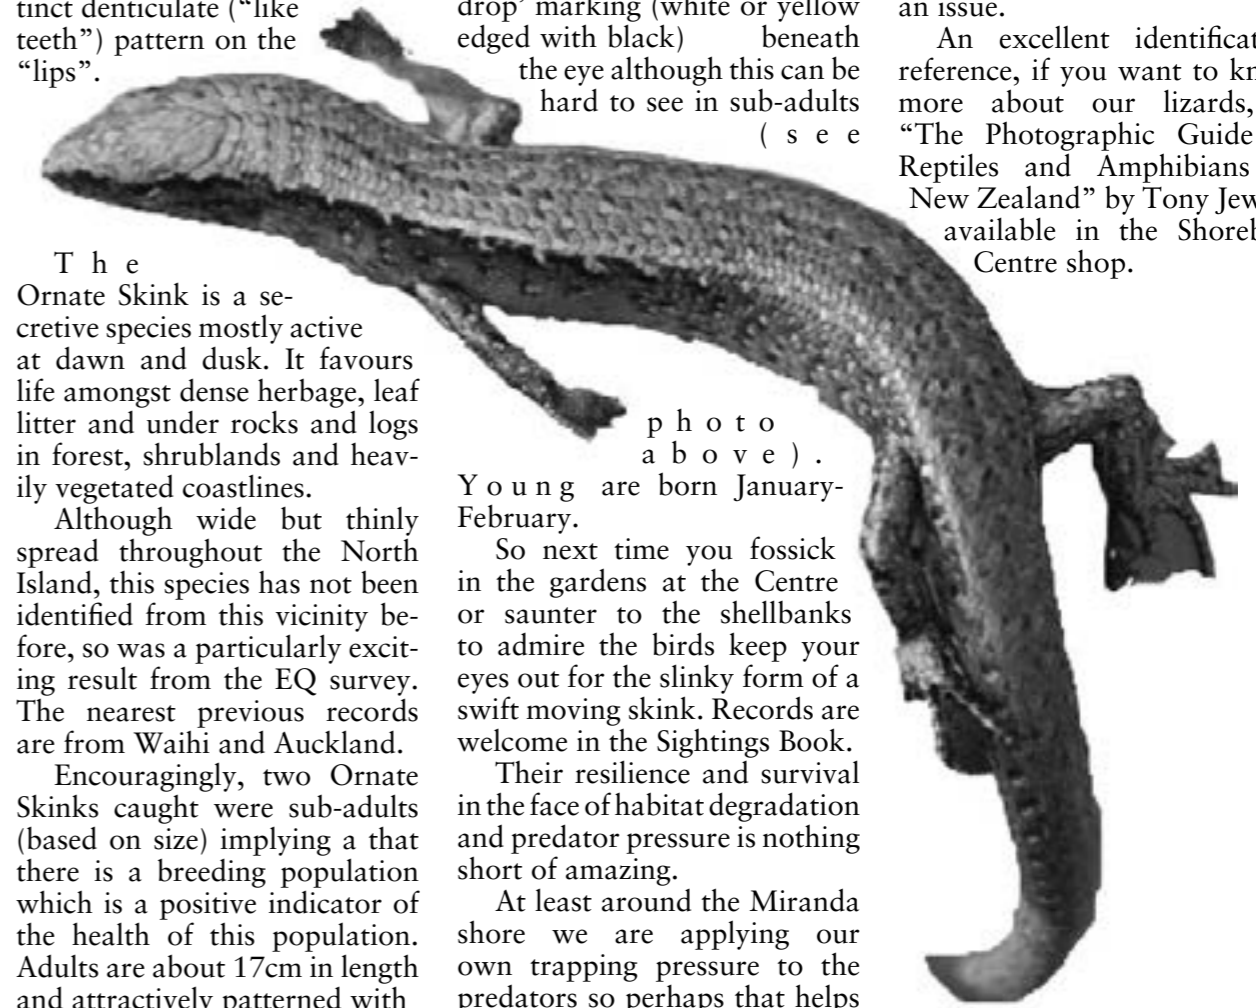 tinct denticulate (“like
teeth”) pattern on the
“lips”.
T h e
Ornate Skink is a se-
cretive species mostly active
at dawn and dusk. It favours
life amongst dense herbage, leaf
litter and under rocks and logs
in forest, shrublands and heav-
ily vegetated coastlines.
Although wide but thinly
spread throughout the North
Island, this species has not been
identified from this vicinity be-
fore, so was a particularly excit-
ing result from the EQ survey.
The nearest previous records
are from Waihi and Auckland.
Encouragingly, two Ornate
Skinks caught were sub-adults
(based on size) implying a that
there is a breeding population
which is a positive indicator of
the health of this population.
Adults are about 17cm in length
and attractively patterned with
drop’ marking (white or yellow
edged with black) beneath
the eye although this can be
hard to see in sub-adults
( s e e
p h o t o
a b o v e ) .
Y o u n g are born January-
February.
So next time you fossick
in the gardens at the Centre
or saunter to the shellbanks
to admire the birds keep your
eyes out for the slinky form of a
swift moving skink. Records are
welcome in the Sightings Book.
Their resilience and survival
in the face of habitat degradation
and predator pressure is nothing
short of amazing.
At least around the Miranda
shore we are applying our
own trapping pressure to the
predators so perhaps that helps
an issue.
An excellent identificat
reference, if you want to kn
more about our lizards,
“The Photographic Guide
Reptiles and Amphibians
New Zealand” by Tony Jew
available in the Shoreb
Centre shop.